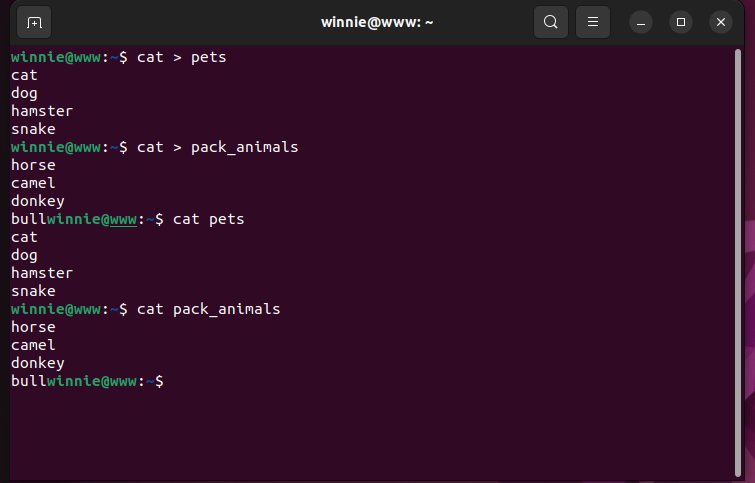 winnie@www: ~
winnie@www:~$ cat > pets
cat
dog
hamster
snake
winnie@www:~$ cat > pack_animals
horse
camel
donkey
bullwinnie@www:~$ cat pets
cat
dog
hamster
snake
winnie@www:~$ cat pack_animals
horse
camel
donkey
bullwinnie@www:~$